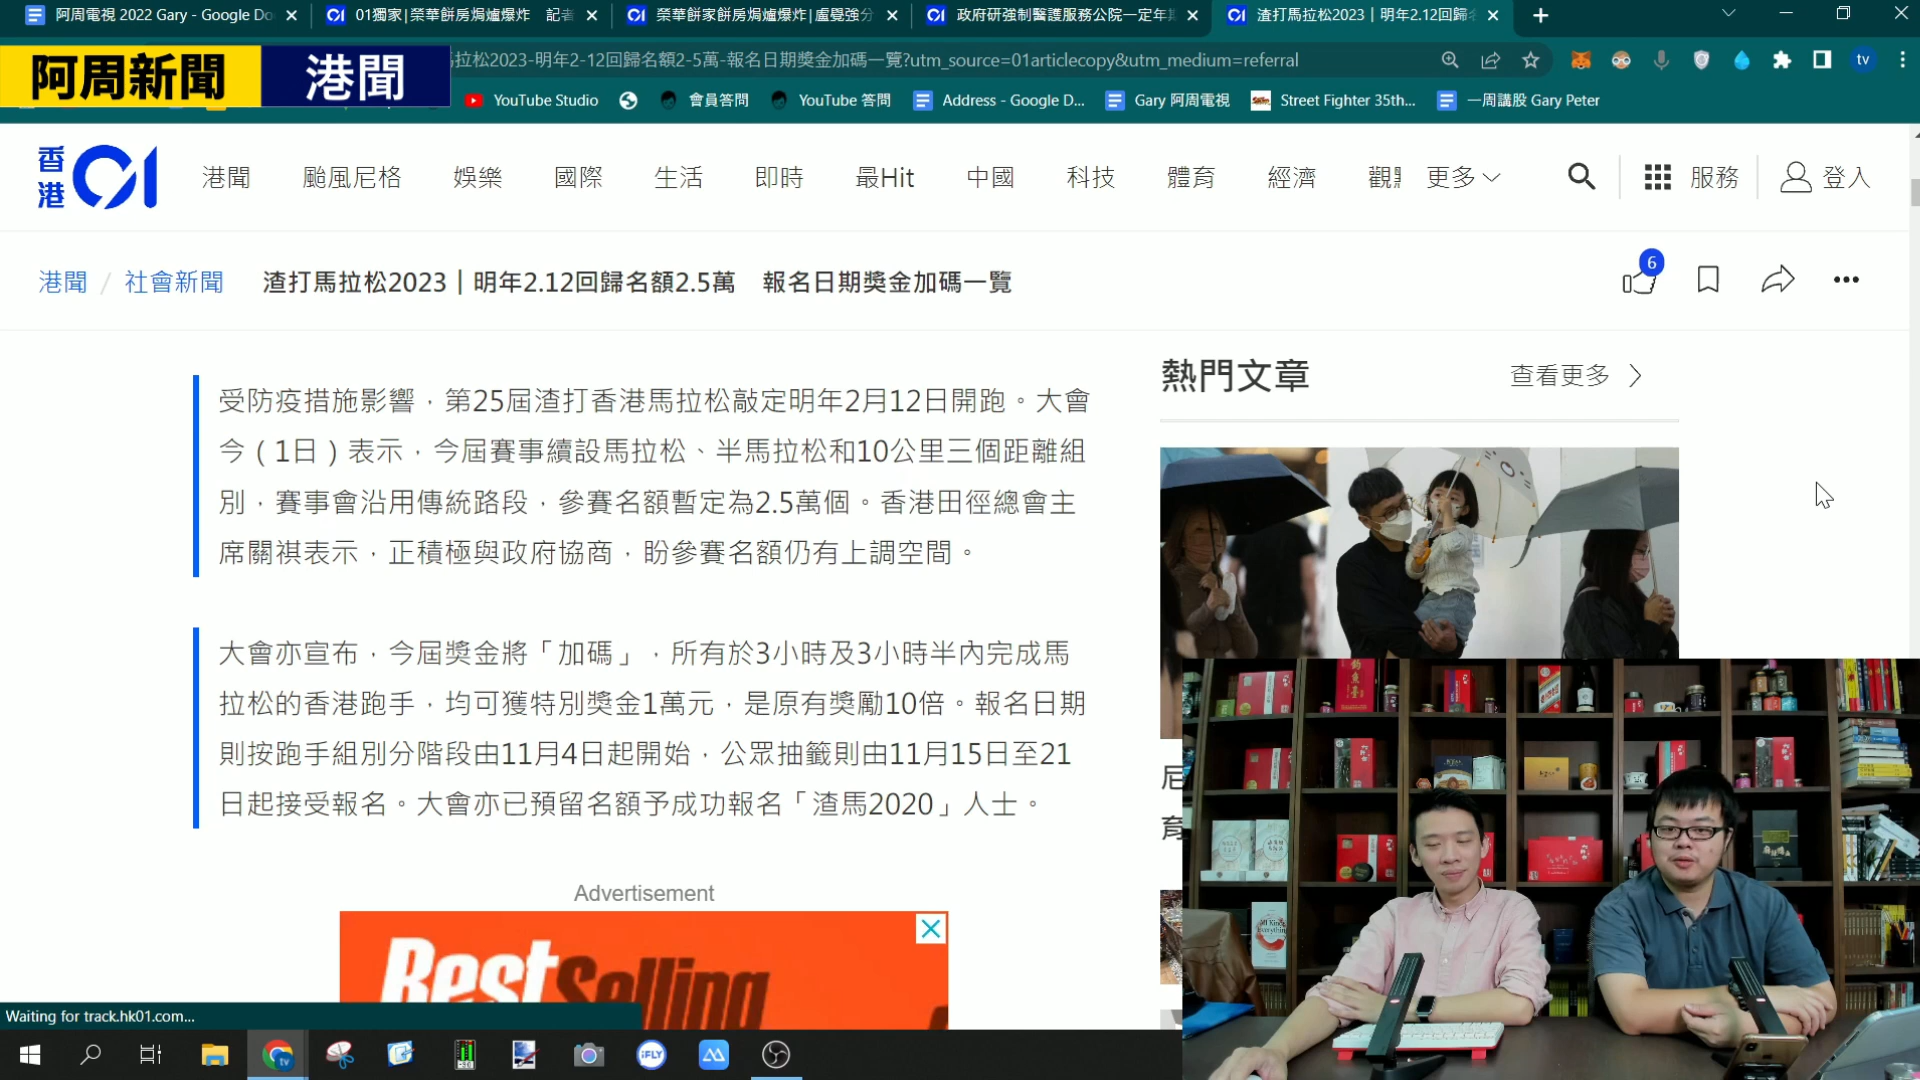 阿周電視 2022 Gary - Google Do
01獨家|榮華餅房焗爐爆炸 記者
榮華餅家餅房焗爐爆炸|盧覺強分
政府研強制醫護服務公院一定年期
渣打馬拉松2023|明年2.12回歸名
阿周新聞
港聞
馬拉松2023-明年2-12回歸名額2-5萬-報名日期獎金加碼一覽?utm_source=01articlecopy&utm_medium=referral
tv
YouTube Studio
會員答問
YouTube 答問
Address - Google D...
Gary 阿周電視
Street Fighter 35th...
一周講股 Gary Peter
香港01
港聞
颱風尼格
娛樂
國際
生活
即時
最Hit
中國
科技
體育
經濟
觀點
更多
服務
登入
港聞 / 社會新聞
渣打馬拉松2023|明年2.12回歸名額2.5萬 報名日期獎金加碼一覽
6
受防疫措施影響,第25屆渣打香港馬拉松敲定明年2月12日開跑。大會
今(1日)表示,今屆賽事續設馬拉松、半馬拉松和10公里三個距離組
別,賽事會沿用傳統路段,參賽名額暫定為2.5萬個。香港田徑總會主
席關祺表示,正積極與政府協商,盼參賽名額仍有上調空間。
大會亦宣布,今屆獎金將「加碼」,所有於3小時及3小時半內完成馬
拉松的香港跑手,均可獲特別獎金1萬元,是原有獎勵10倍。報名日期
則按跑手組別分階段由11月4日起開始,公眾抽籤則由11月15日至21
日起接受報名。大會亦已預留名額予成功報名「渣馬2020」人士。
熱門文章
查看更多
尼
育
Advertisement
Best Selling
Waiting for track.hk01.com...
iFLY